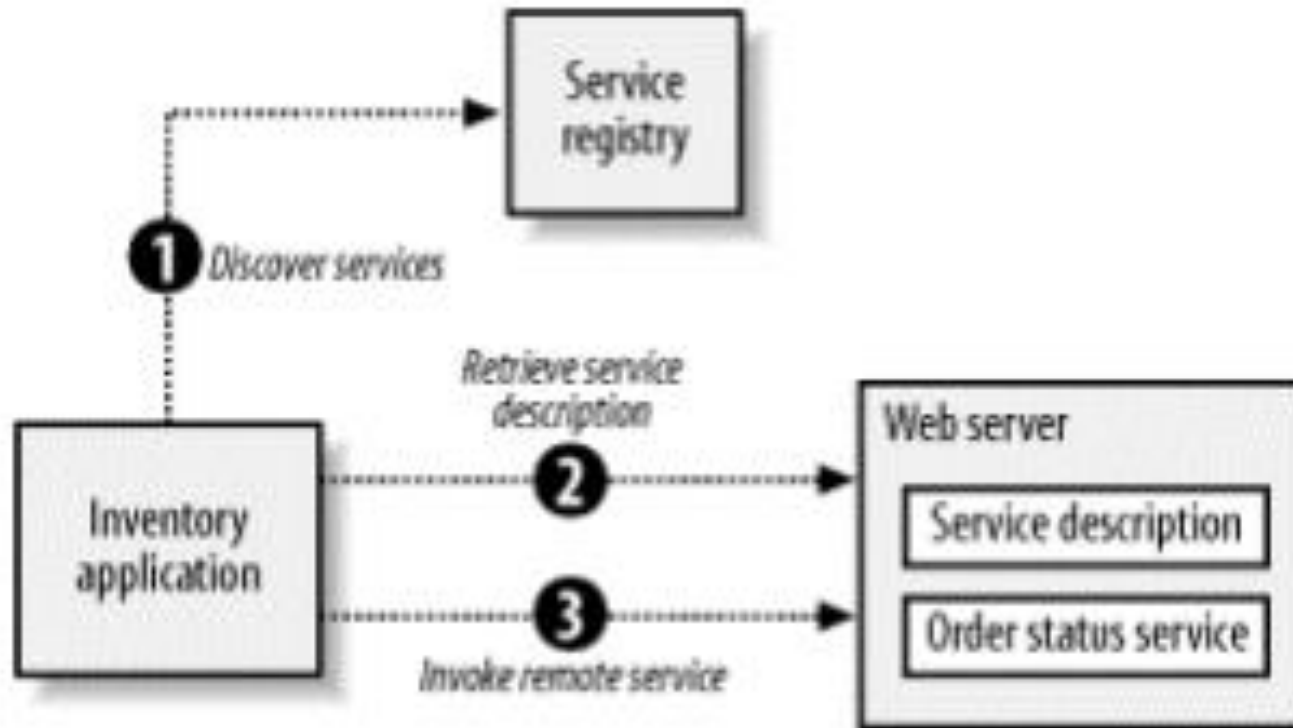 Service
registry
1 Discover services
Retrieve service
description
2
Web server
Service description
Inventory
application
3
Order status service
Invoke remote service